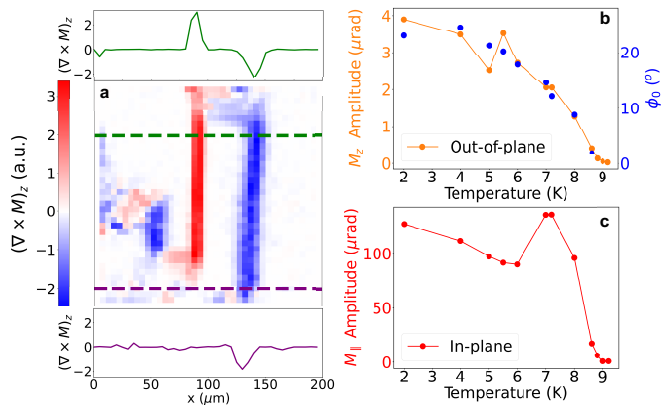 (∇ × M)z
2
0
−2
a
(∇ × M)z (a.u.)
3
2
1
0
−1
−2
(∇ × M)z
2
0
−2
0 50 100 150 200
x (μm)
b
Mz Amplitude (μrad)
4
3
2
1
0
ϕ0 (°)
20
10
0
Out-of-plane
2 3 4 5 6 7 8 9
Temperature (K)
c
M∥ Amplitude (μrad)
100
50
0
In-plane
2 3 4 5 6 7 8 9
Temperature (K)